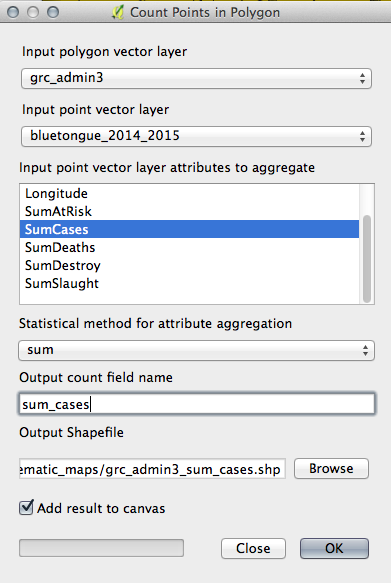 Count Points in Polygon
Input polygon vector layer
grc_admin3
Input point vector layer
bluetongue_2014_2015
Input point vector layer attributes to aggregate
Longitude
SumAtRisk
SumCases
SumDeaths
SumDestroy
SumSlaught
Statistical method for attribute aggregation
sum
Output count field name
sum_cases
Output Shapefile
ematic_maps/grc_admin3_sum_cases.shp
Browse
Add result to canvas
Close
OK